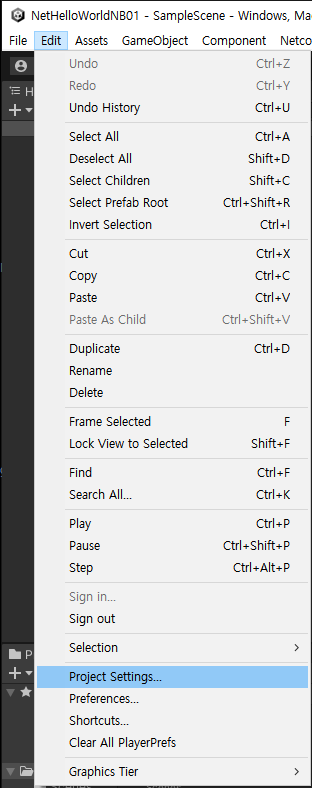 NetHelloWorldNB01 - SampleScene - Windows, Ma
File Edit Assets GameObject Component Netco
H
Undo Ctrl+Z
Redo Ctrl+Y
Undo History Ctrl+U
Select All Ctrl+A
Deselect All Shift+D
Select Children Shift+C
Select Prefab Root Ctrl+Shift+R
Invert Selection Ctrl+I
Cut Ctrl+X
Copy Ctrl+C
Paste Ctrl+V
Paste As Child Ctrl+Shift+V
Duplicate Ctrl+D
Rename
Delete
Frame Selected F
Lock View to Selected Shift+F
Find Ctrl+F
Search All... Ctrl+K
Play Ctrl+P
Pause Ctrl+Shift+P
Step Ctrl+Alt+P
Sign in...
Sign out
Selection
P
Project Settings...
Preferences...
Shortcuts...
Clear All PlayerPrefs
Graphics Tier